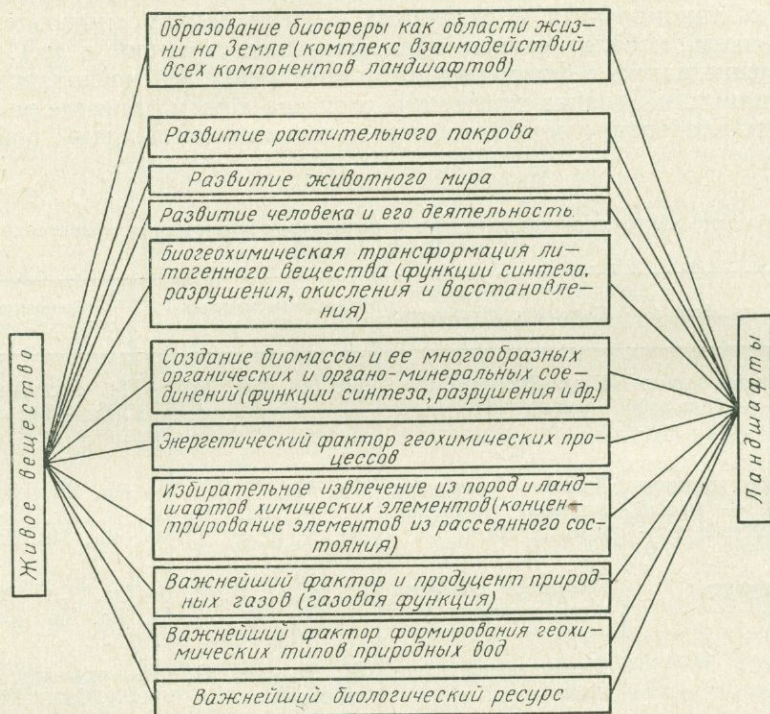 Образование биосферы как области жиз-
ни на Земле (комплекс взаимодействий
всех компонентов ландшафтов)
Развитие растительного покрова
Развитие животного мира
Развитие человека и его деятельность
Биогеохимическая трансформация ли-
тогенного вещества (функции синтеза,
разрушения, окисления и восстановле-
ния)
Создание биомассы и ее многообразных
органических и органо-минеральных сое-
динений (функции синтеза, разрушения и др.)
Энергетический фактор геохимических про-
цессов
Избирательное извлечение из пород и ланд-
шафтов химических элементов (концен-
трирование элементов из рассеянного сос-
тояния)
Важнейший фактор и продуцент природ-
ных газов (газовая функция)
Важнейший фактор формирования геохи-
мических типов природных вод
Важнейший биологический ресурс
Живое вещество
Ландшафты